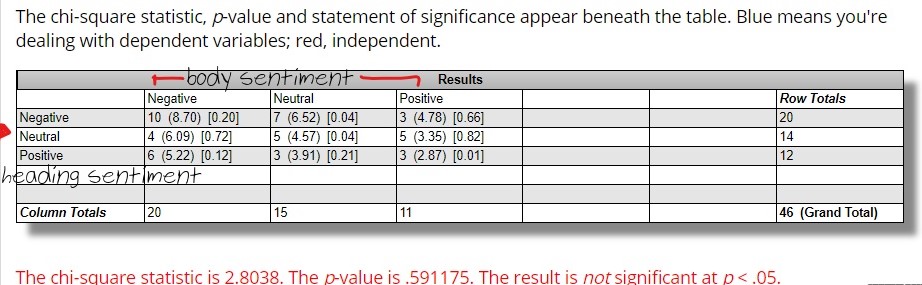 The chi-square statistic, p-value and statement of significance appear beneath the table. Blue means you're
dealing with dependent variables; red, independent.
body sentiment
Results
Negative Neutral Positive Row Totals
Negative 10 (8.70) [0.20] 7 (6.52) [0.04] 3 (4.78) [0.66] 20
Neutral 4 (6.09) [0.72] 5 (4.57) [0.04] 5 (3.35) [0.82] 14
Positive 6 (5.22) [0.12] 3 (3.91) [0.21] 3 (2.87) [0.01] 12
heading sentiment
Column Totals 20 15 11 46 (Grand Total)
The chi-square statistic is 2.8038. The p-value is .591175. The result is not significant at p < .05.